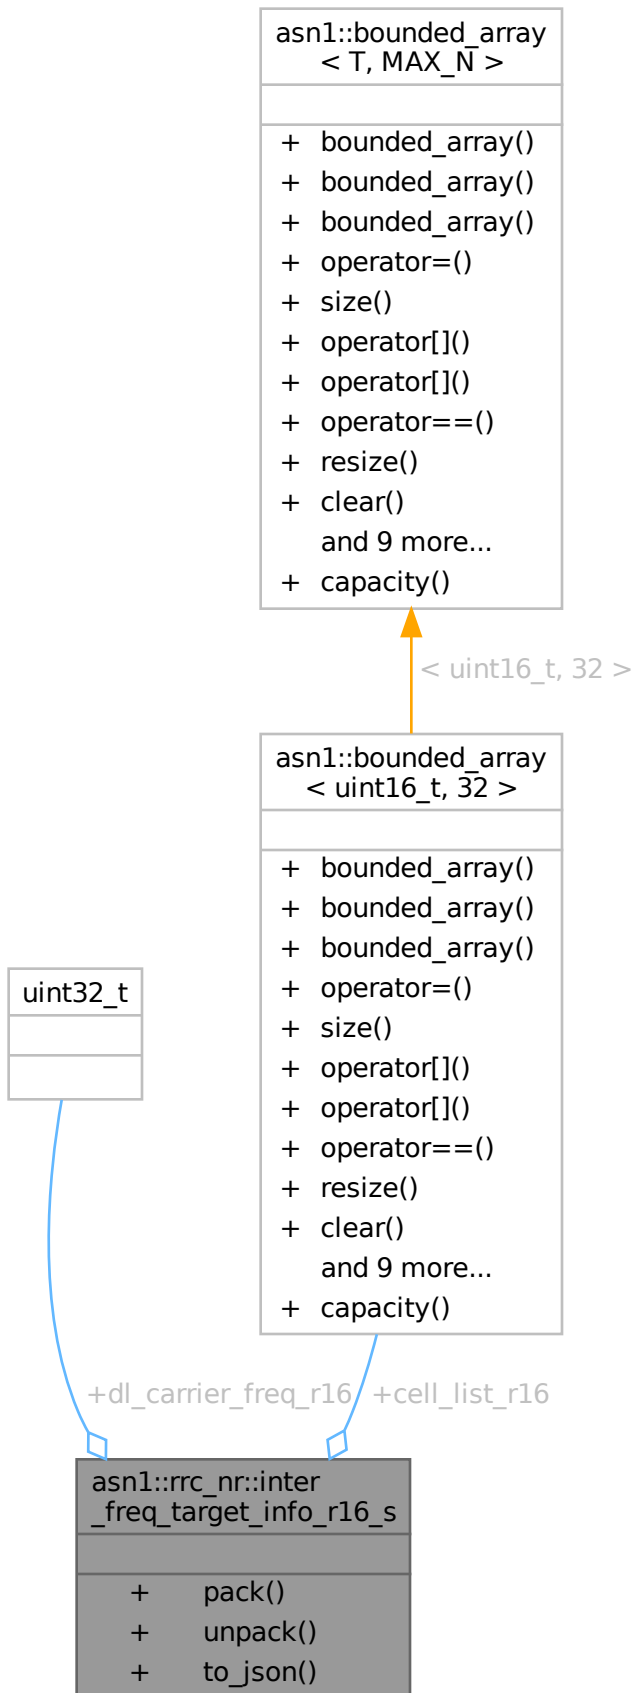 asn1::bounded_array
< T, MAX_N >
+ bounded_array()
+ bounded_array()
+ bounded_array()
+ operator=()
+ size()
+ operator[]()
+ operator[]()
+ operator==()
+ resize()
+ clear()
and 9 more...
+ capacity()
< uint16_t, 32 >
asn1::bounded_array
< uint16_t, 32 >
+ bounded_array()
+ bounded_array()
+ bounded_array()
+ operator=()
+ size()
+ operator[]()
+ operator[]()
+ operator==()
+ resize()
+ clear()
and 9 more...
+ capacity()
uint32_t
+dl_carrier_freq_r16
+cell_list_r16
asn1::rrc_nr::inter
_freq_target_info_r16_s
+ pack()
+ unpack()
+ to_json()